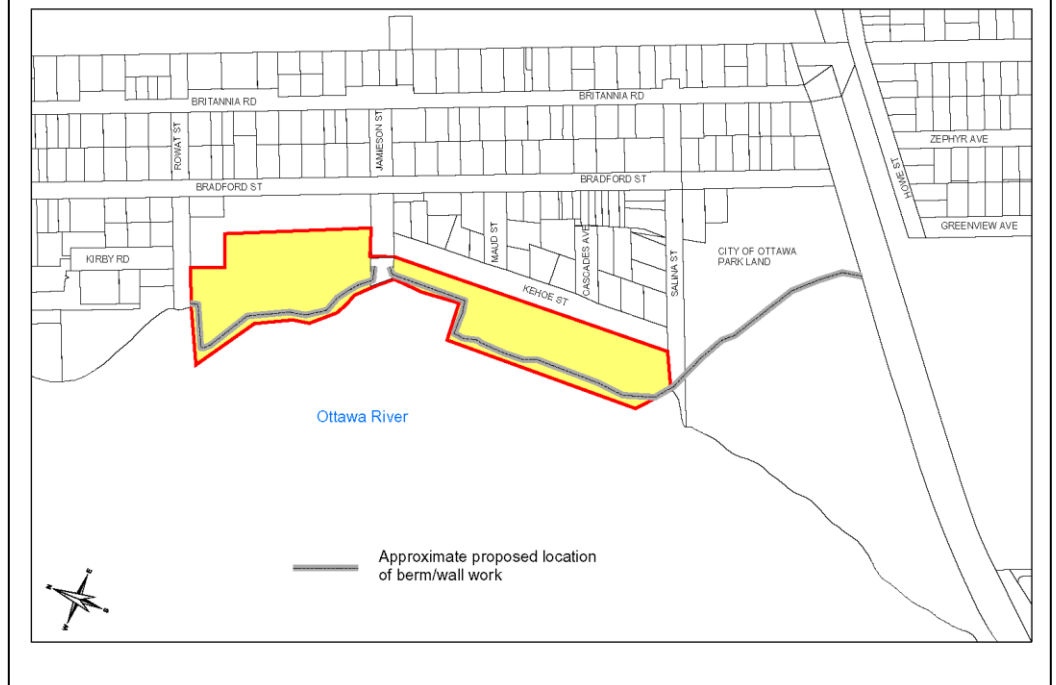 BRITANNIA RD
BRITANNIA RD
ROWAT ST
JAMIESON ST
HOWE ST
ZEPHYR AVE
BRADFORD ST
BRADFORD ST
GREENVIEW AVE
KIRBY RD
MAUD ST
CASCADES AVE
SALINA ST
CITY OF OTTAWA
PARK LAND
KEHOE ST
Ottawa River
Approximate proposed location
of berm/wall work
N
E
W
S